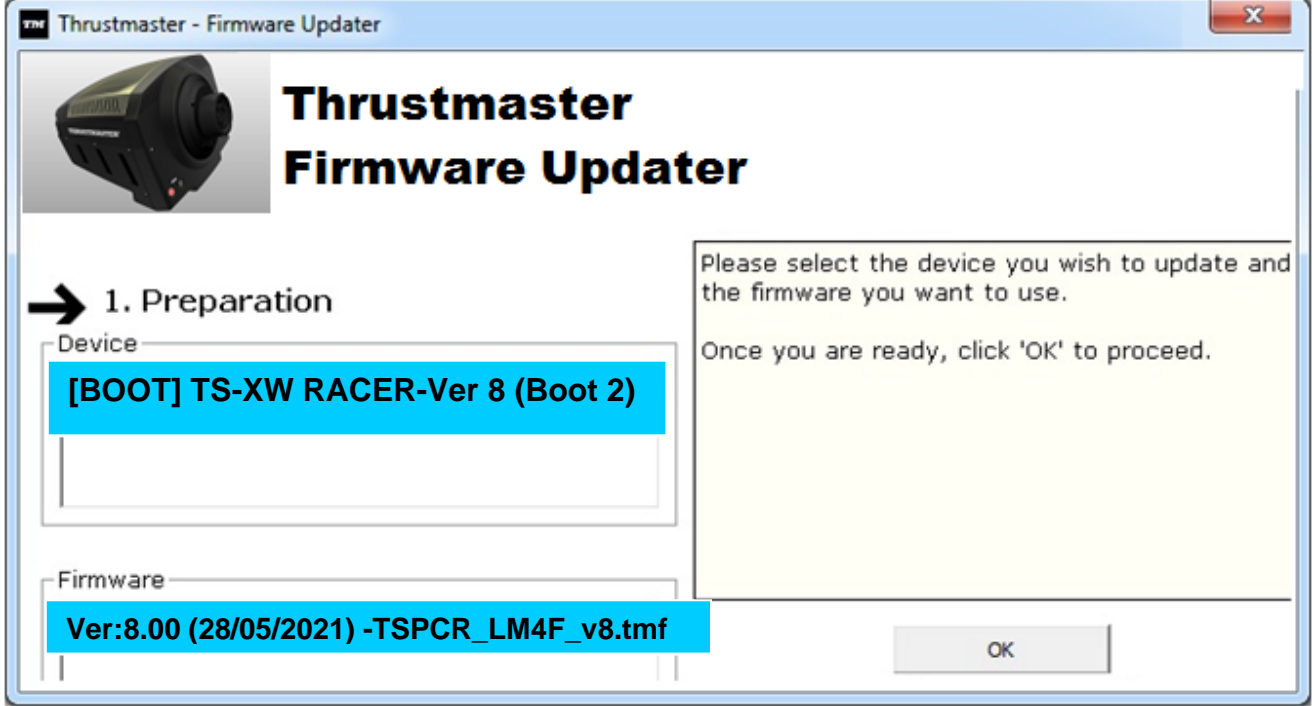 Thrustmaster - Firmware Updater
Thrustmaster
Firmware Updater
1. Preparation
Device
[BOOT] TS-XW RACER-Ver 8 (Boot 2)
Firmware
Ver:8.00 (28/05/2021) -TSPCR_LM4F_v8.tmf
Please select the device you wish to update and
the firmware you want to use.
Once you are ready, click 'OK' to proceed.
OK